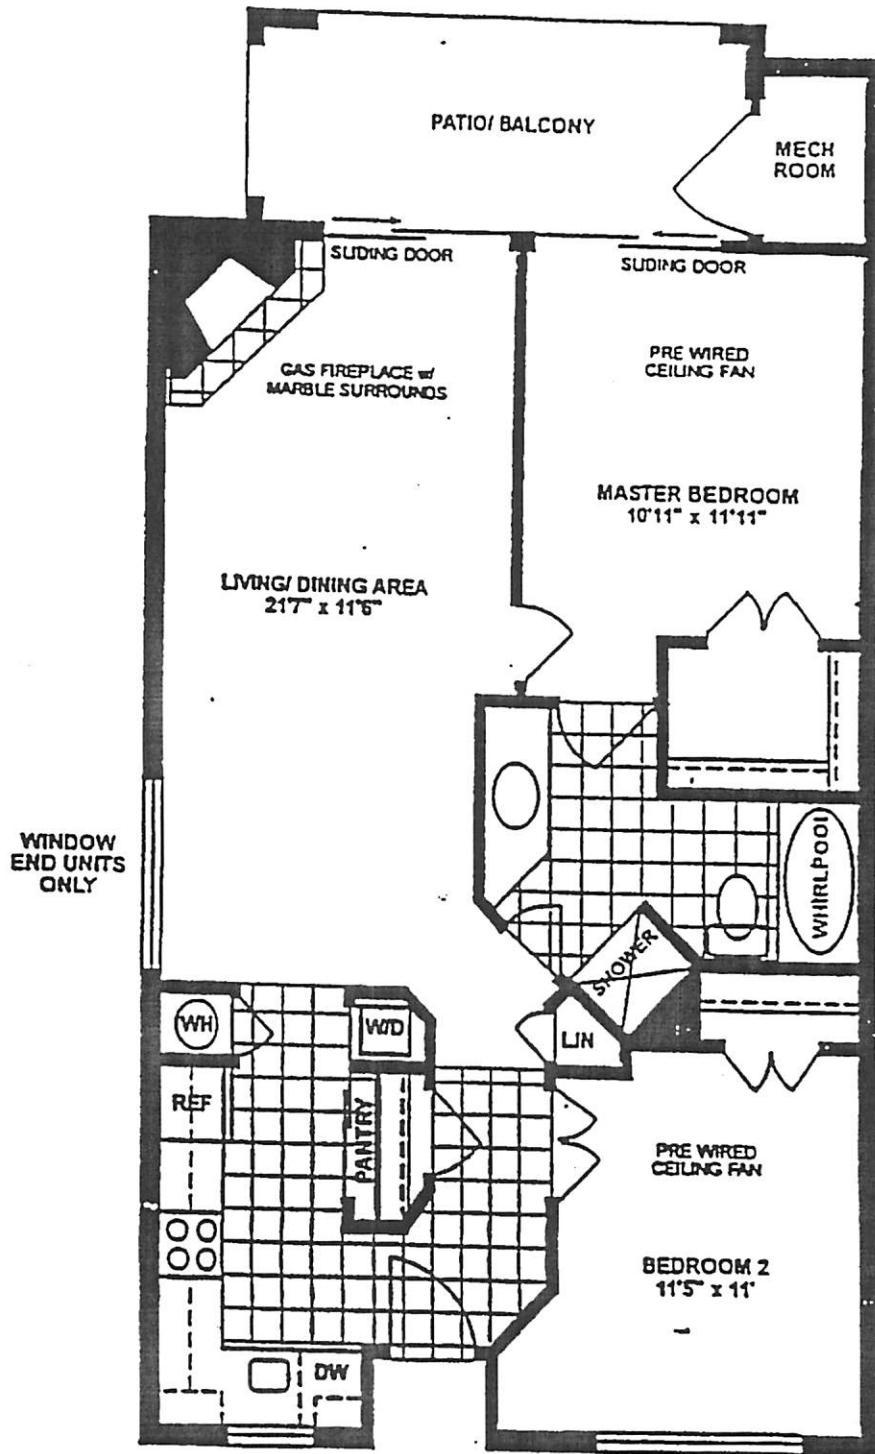 PATIO/ BALCONY
MECH
ROOM
SLIDING DOOR
SLIDING DOOR
GAS FIREPLACE w/
MARBLE SURROUNDS
PRE WIRED
CEILING FAN
MASTER BEDROOM
10'11" x 11'11"
LIVING/ DINING AREA
21'7" x 11'6"
WINDOW
END UNITS
ONLY
WHIRLPOOL
SHOWER
WH
W/D
LIN
REF
PANTRY
PRE WIRED
CEILING FAN
BEDROOM 2
11'5" x 11'
DW